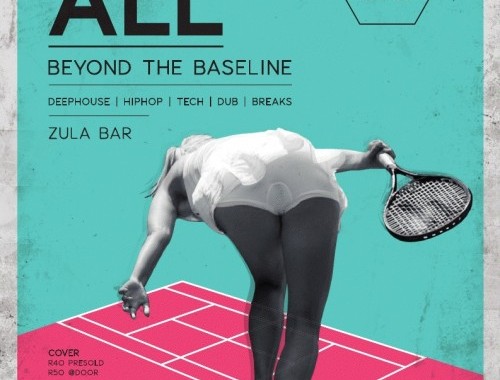 ALL
BEYOND THE BASELINE
DEEPHOUSE | HIPHOP | TECH | DUB | BREAKS
ZULA BAR
COVER
R40 PRESOLD
R50 @DOOR